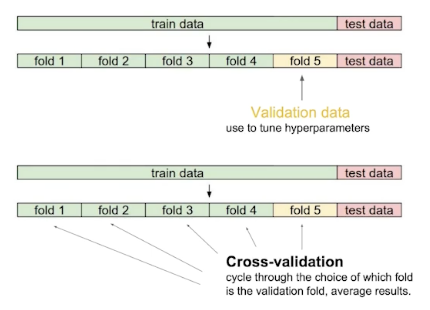 train data test data
fold 1 fold 2 fold 3 fold 4 fold 5 test data
Validation data
use to tune hyperparameters
train data test data
fold 1 fold 2 fold 3 fold 4 fold 5 test data
Cross-validation
cycle through the choice of which fold
is the validation fold, average results.